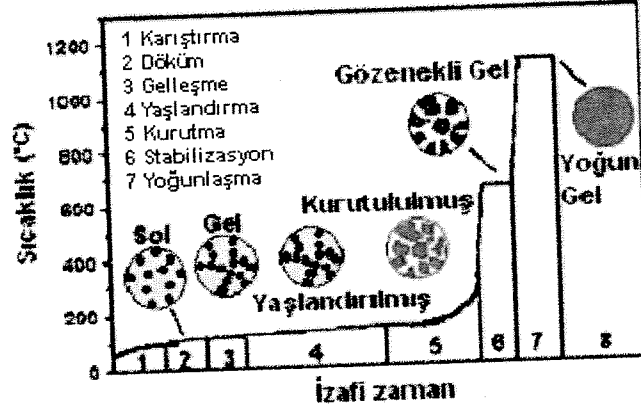 1 Karıştırma
2 Döküm
3 Gelleşme
4 Yaşlandırma
5 Kurutma
6 Stabilizasyon
7 Yoğunlaşma
Gözenekli Gel
Yoğun
Gel
Kurutululmuş
Sol
Gel
Yaşlandırılmış
Sıcaklık (°C)
1200
1000
800
600
400
200
0
1 2 3 4 5 6 7 8
İzafi zaman